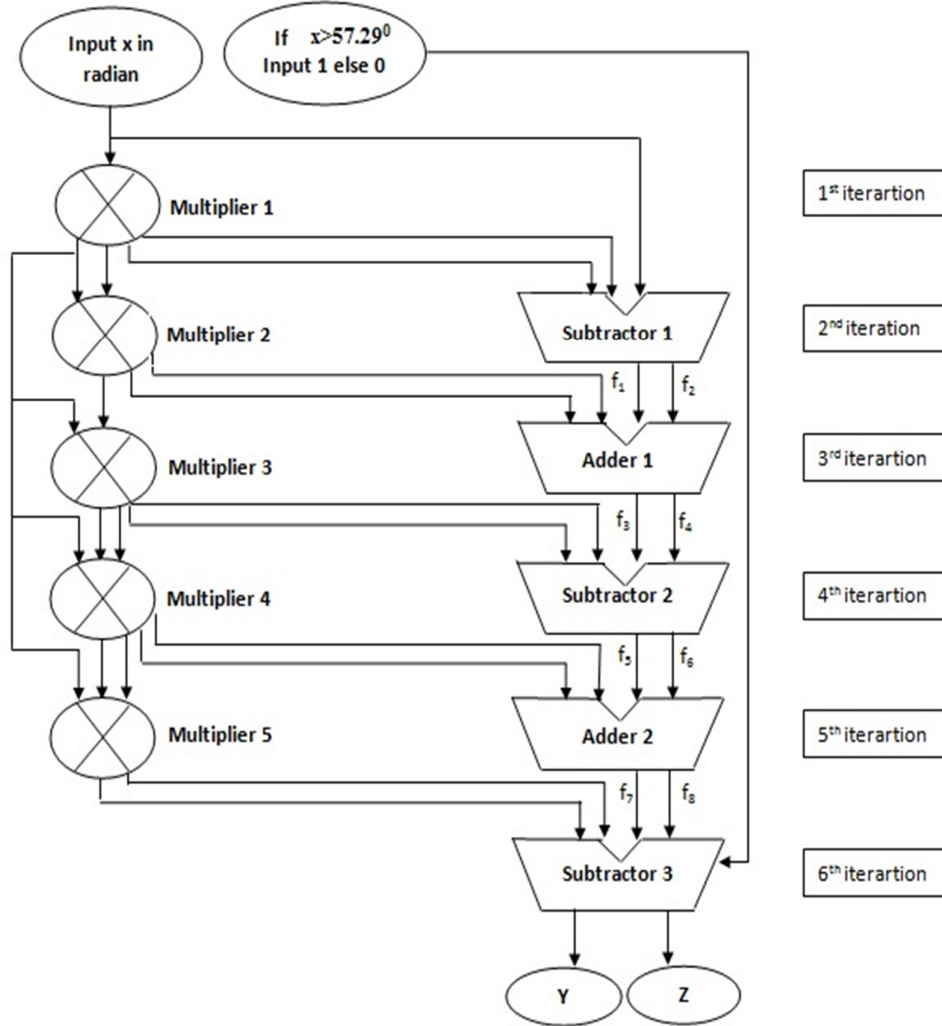 Input x in
radian
If x>57.29⁰
Input 1 else 0
Multiplier 1
1ˢᵗ iterartion
Multiplier 2
Subtractor 1
2ⁿᵈ iteration
f₁ f₂
Multiplier 3
Adder 1
3ʳᵈ iterartion
f₃ f₄
Multiplier 4
Subtractor 2
4ᵗʰ iterartion
f₅ f₆
Multiplier 5
Adder 2
5ᵗʰ iterartion
f₇ f₈
Subtractor 3
6ᵗʰ iterartion
Y Z